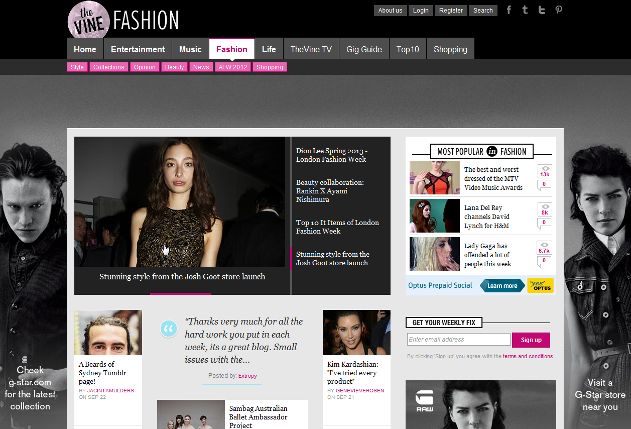 the VINE FASHION
About us Login Register Search
Home Entertainment Music Fashion Life TheVine TV Gig Guide Top10 Shopping
Style Collections Opinion Beauty News AFW 2012 Shopping
Dion Lee Spring 2013 -
London Fashion
Week
Beauty collaboration:
Rankin X Ayami
Nishimura
Top 10 It Items of London
Fashion Week
Stunning style from the
Josh Goot store launch
Stunning style from the Josh Goot store launch
MOST POPULAR in FASHION
The best and worst
dressed of the MTV
Video Music Awards
0
Lana Del Rey
channels David
Lynch for H&M
0
Lady Gaga has
offended a lot of
people this week
6.7k
0
Optus Prepaid Social Learn more "yes" OPTUS
GET YOUR WEEKLY FIX
Enter email address Sign up
By clicking 'Sign up' you agree with the terms and conditions
A Beards of
Sydney Tumblr
page!
ON SEP 22
"Thanks very much for all the
hard work you put in each
week, its a great blog. Small
issues with the...
Posted by: Extropy
Kim Kardashian:
"I've tried every
product"
ON SEP 21
Sambag Australian
Ballet Ambassador
Project
G RAW
Check
g-star.com
for the latest
collection
Visit a
G-Star store
near you